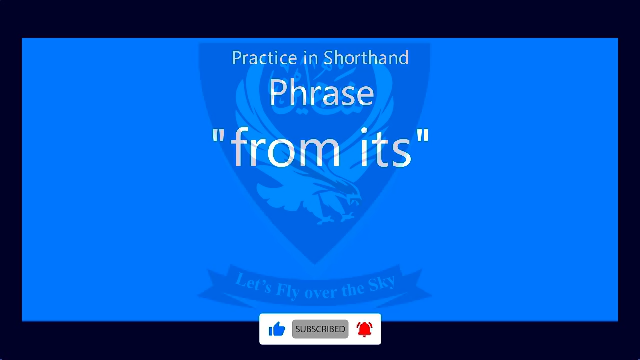 Practice in Shorthand
Phrase
"from its"
Let's Fly over the Sky
SUBSCRIBED